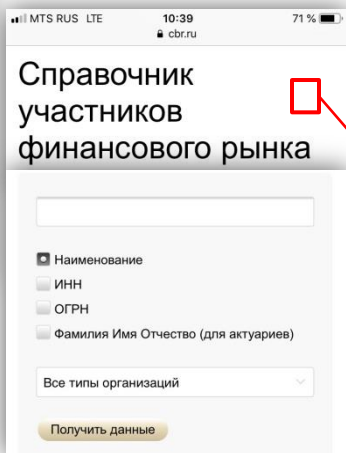 MTS RUS LTE 10:39 71 %
cbr.ru
Справочник
участников
финансового рынка
Наименование
ИНН
ОГРН
Фамилия Имя Отчество (для актуариев)
Все типы организаций
Получить данные